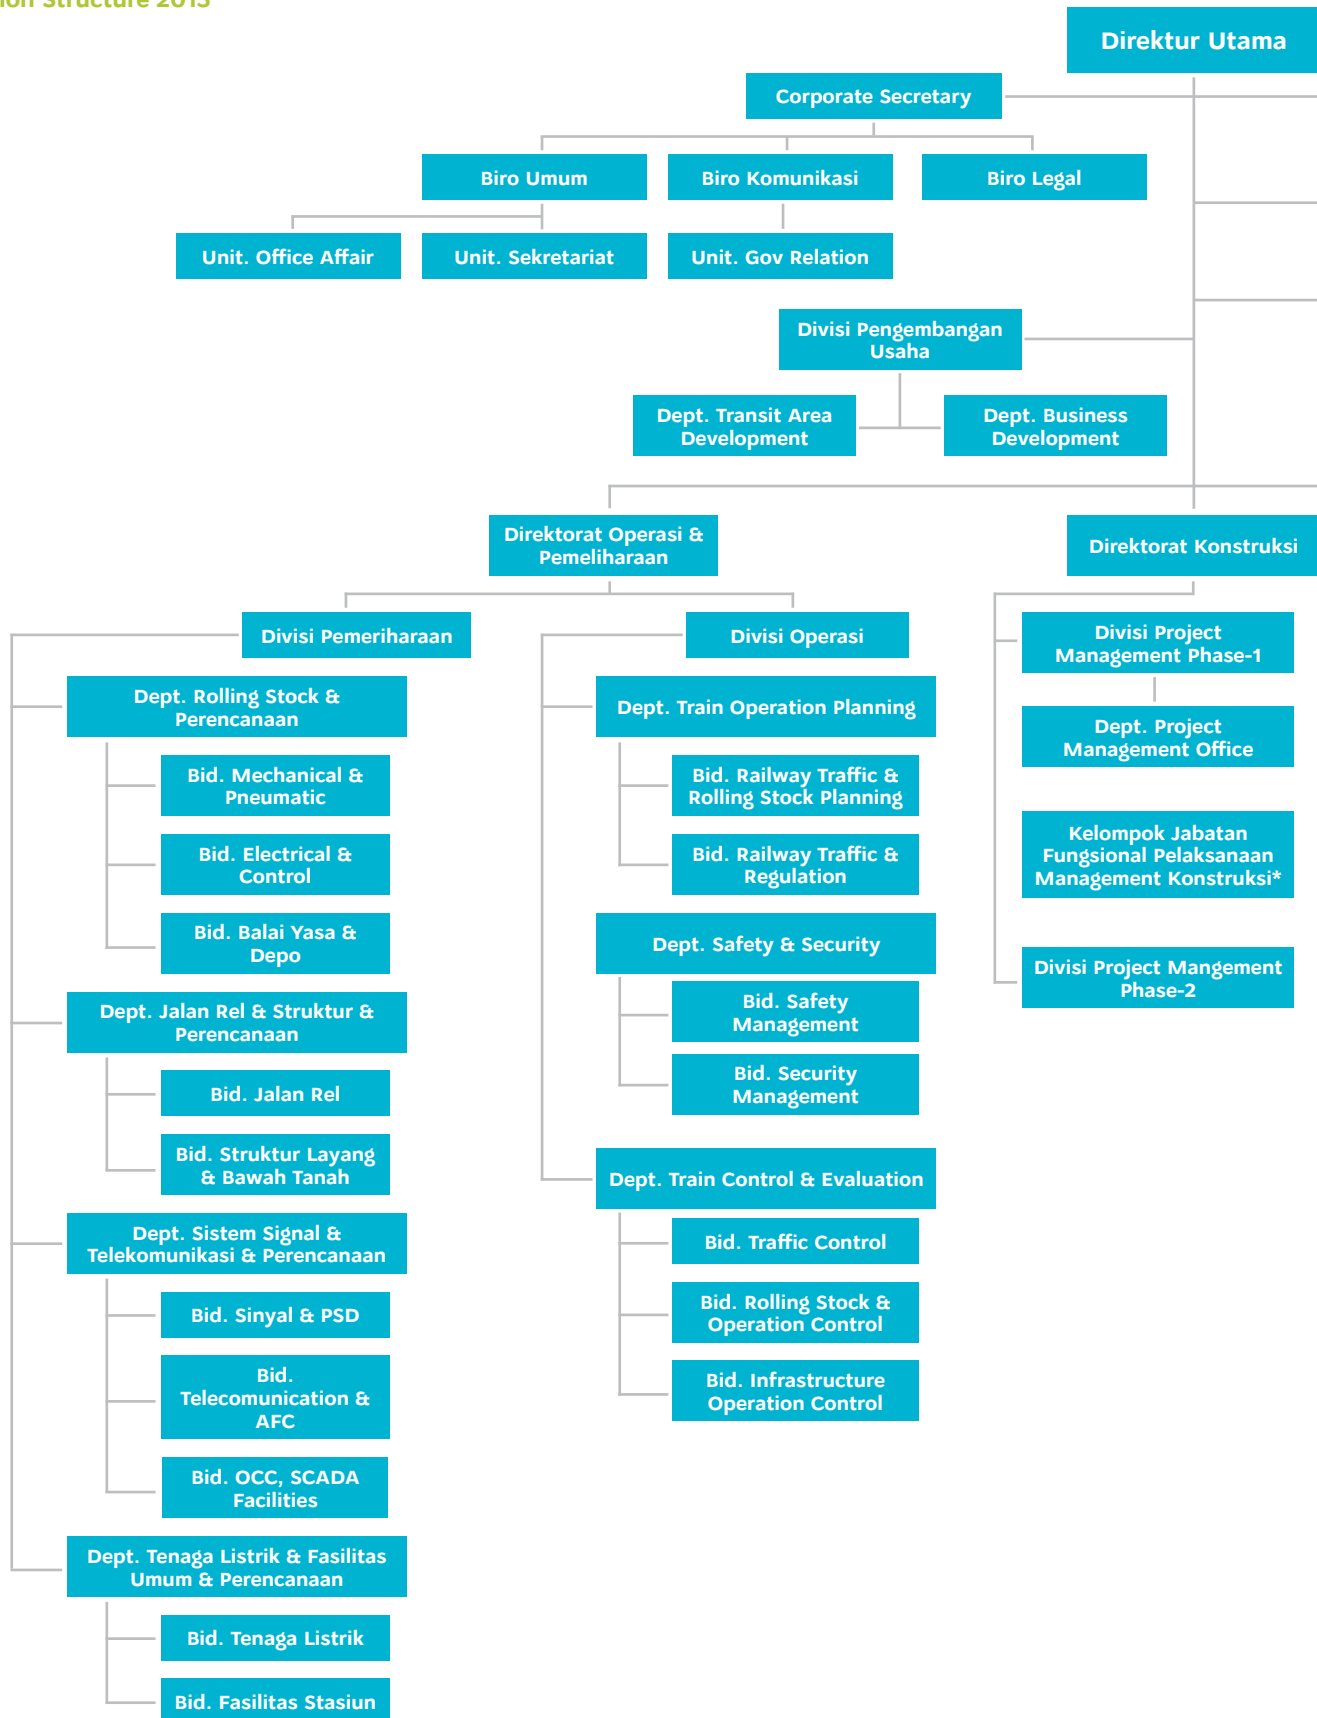 Structure 2015
Direktur Utama
Corporate Secretary
Biro Umum
Biro Komunikasi
Biro Legal
Unit. Office Affair
Unit. Sekretariat
Unit. Gov Relation
Divisi Pengembangan
Usaha
Dept. Transit Area
Development
Dept. Business
Development
Direktorat Operasi &
Pemeliharaan
Direktorat Konstruksi
Divisi Pemeriharaan
Dept. Rolling Stock &
Perencanaan
Bid. Mechanical &
Pneumatic
Bid. Electrical &
Control
Bid. Balai Yasa &
Depo
Dept. Jalan Rel & Struktur &
Perencanaan
Bid. Jalan Rel
Bid. Struktur Layang
& Bawah Tanah
Dept. Sistem Signal &
Telekomunikasi & Perencanaan
Bid. Sinyal & PSD
Bid.
Telecomunication &
AFC
Bid. OCC, SCADA
Facilities
Dept. Tenaga Listrik & Fasilitas
Umum & Perencanaan
Bid. Tenaga Listrik
Bid. Fasilitas Stasiun
Divisi Operasi
Dept. Train Operation Planning
Bid. Railway Traffic &
Rolling Stock Planning
Bid. Railway Traffic &
Regulation
Dept. Safety & Security
Bid. Safety
Management
Bid. Security
Management
Dept. Train Control & Evaluation
Bid. Traffic Control
Bid. Rolling Stock &
Operation Control
Bid. Infrastructure
Operation Control
Divisi Project
Management Phase-1
Dept. Project
Management Office
Kelompok Jabatan
Fungsional Pelaksanaan
Management Konstruksi*
Divisi Project Mangement
Phase-2